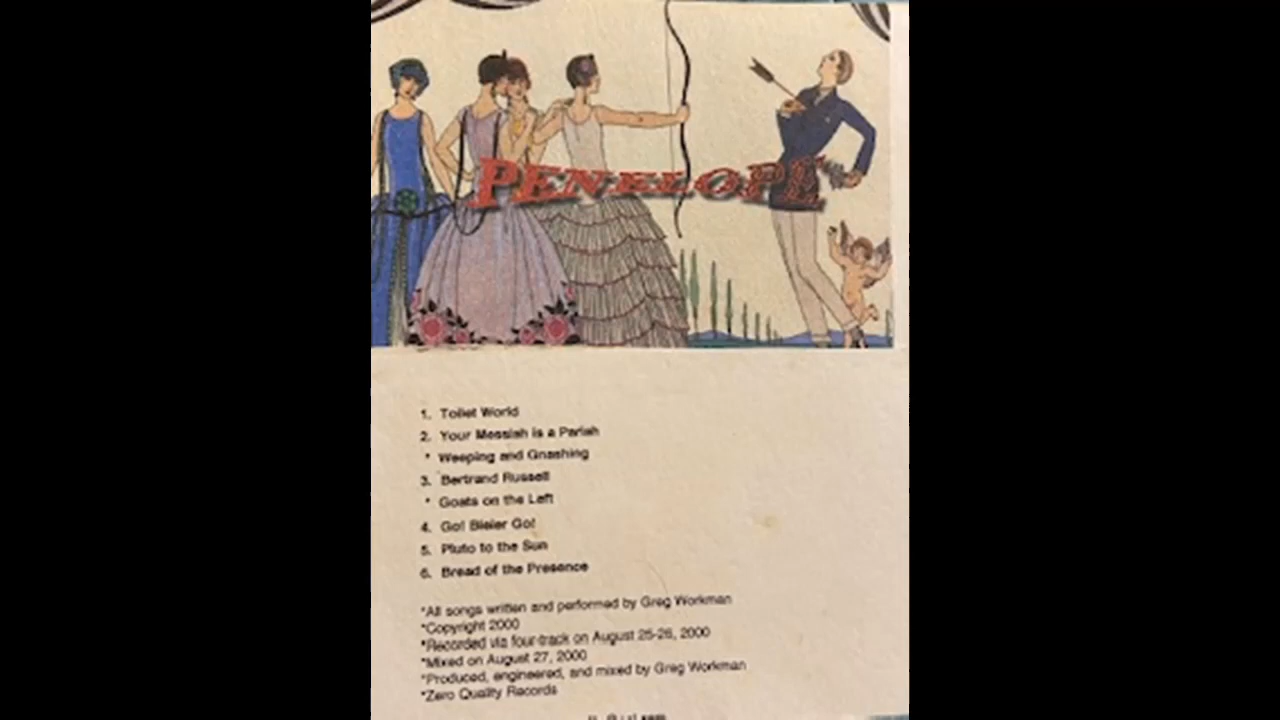 PENELOPE
1. Toilet World
2. Your Messiah is a Pariah
* Weeping and Gnashing
3. Bertrand Russell
* Goats on the Left
4. Go! Bleier Go!
5. Pluto to the Sun
6. Bread of the Presence
*All songs written and performed by Greg Workman
*Copyright 2000
*Recorded via four-track on August 25-26, 2000
*Mixed on August 27, 2000
*Produced, engineered, and mixed by Greg Workman
*Zero Quality Records